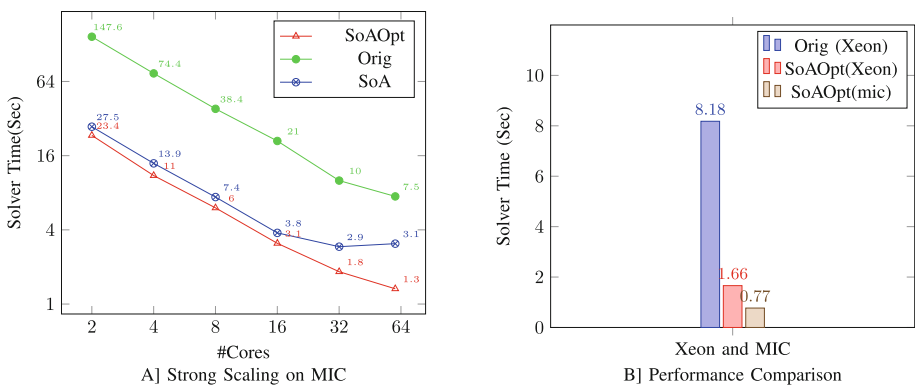 147.6
74.4
38.4
21
10
7.5
27.5
23.4
13.9
11
7.4
6
3.8
3.1
2.9
1.8
3.1
1.3
SoAOpt
Orig
SoA
64
16
4
1
Solver Time(Sec)
2 4 8 16 32 64
#Cores
A] Strong Scaling on MIC
Orig (Xeon)
SoAOpt(Xeon)
SoAOpt(mic)
8.18
1.66
0.77
10
8
6
4
2
0
Solver Time (Sec)
Xeon and MIC
B] Performance Comparison